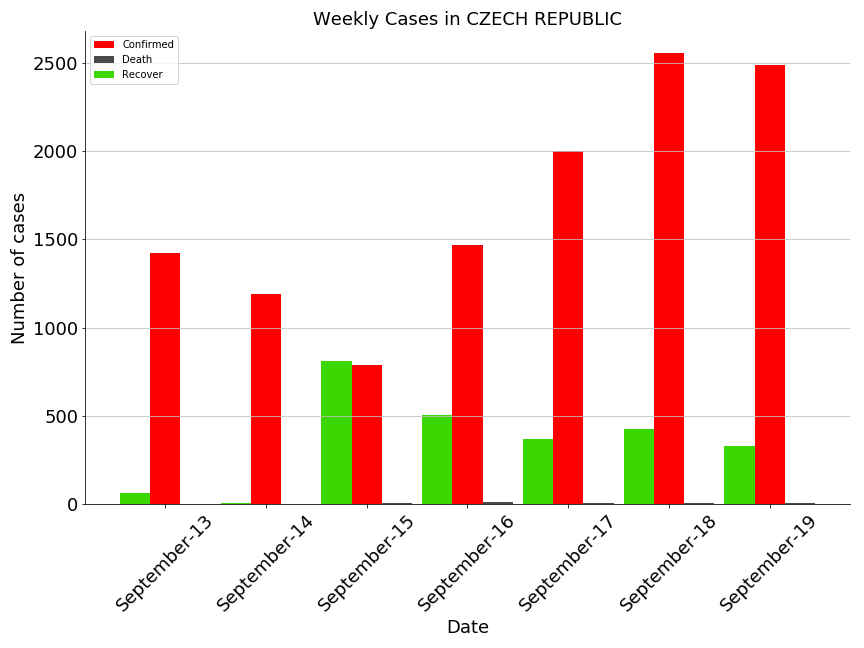 Weekly Cases in CZECH REPUBLIC
Confirmed
Death
Recover
2500
2000
1500
1000
500
0
Number of cases
September-13
September-14
September-15
September-16
September-17
September-18
September-19
Date